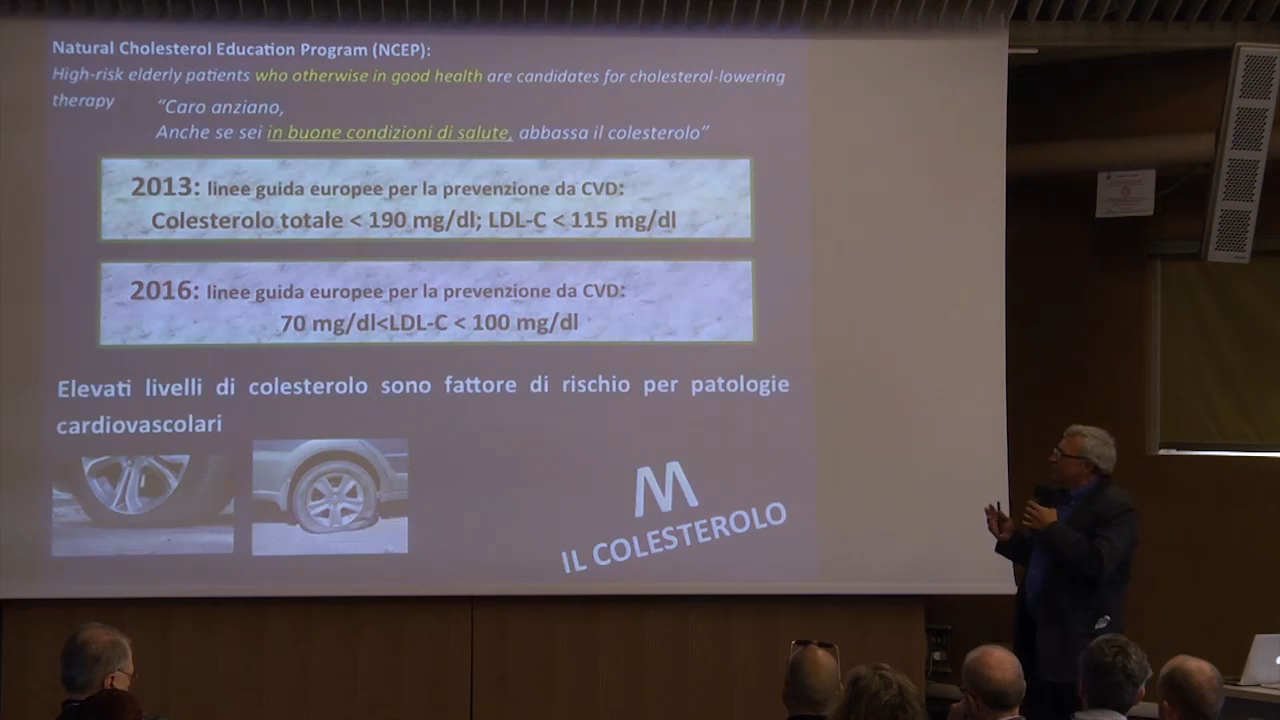 Natural Cholesterol Education Program (NCEP):
High-risk elderly patients who otherwise in good health are candidates for cholesterol-lowering
therapy
"Caro anziano,
Anche se sei in buone condizioni di salute, abbassa il colesterolo"
2013: linee guida europee per la prevenzione da CVD:
Colesterolo totale < 190 mg/dl; LDL-C < 115 mg/dl
2016: linee guida europee per la prevenzione da CVD:
70 mg/dl<LDL-C < 100 mg/dl
Elevati livelli di colesterolo sono fattore di rischio per patologie
cardiovascolari
M
IL COLESTEROLO